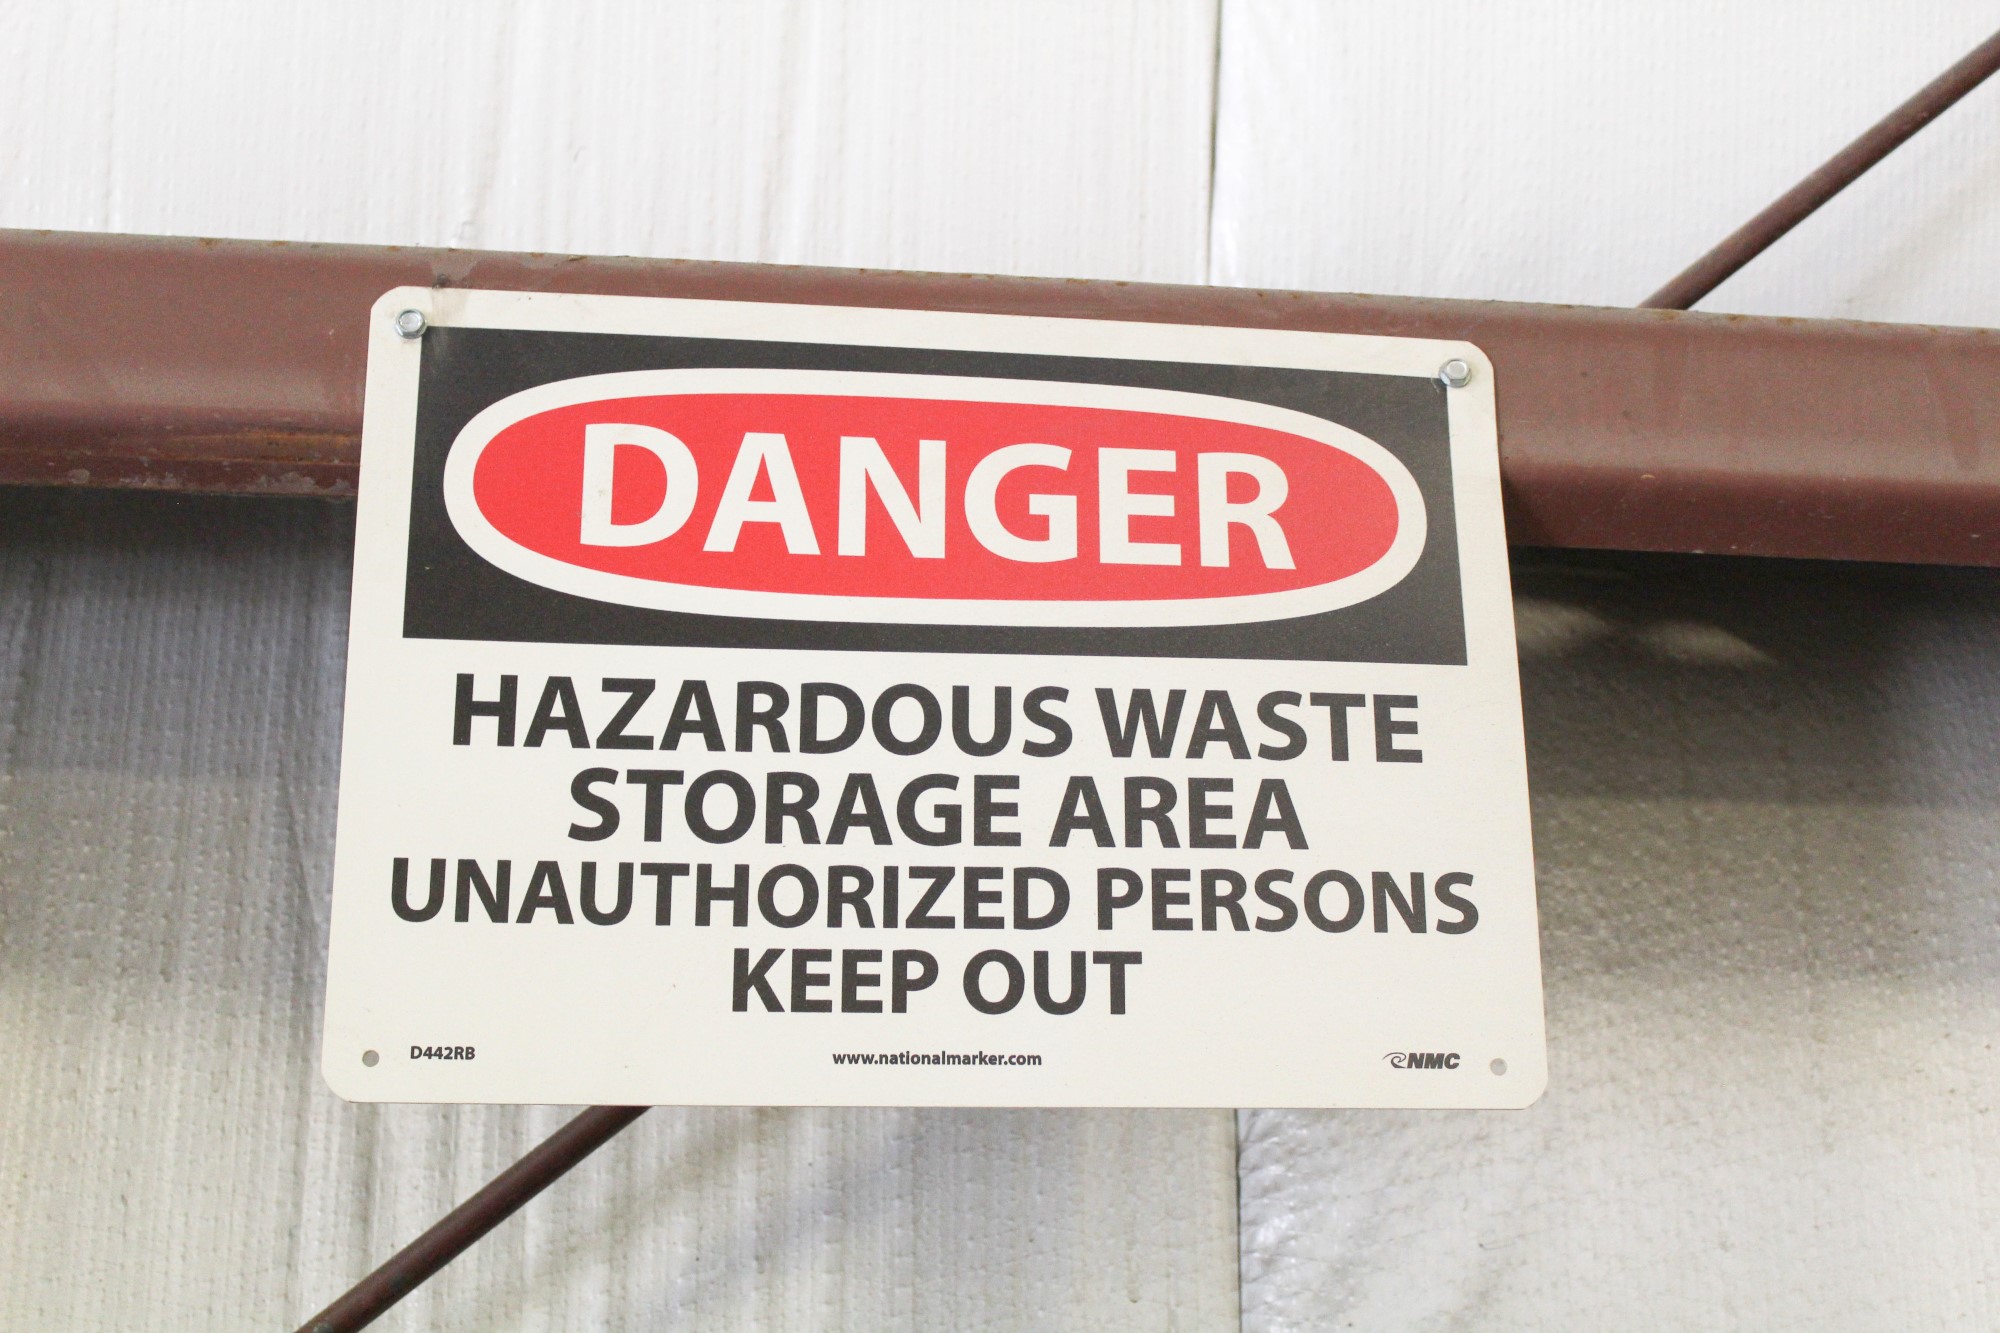 DANGER
HAZARDOUS WASTE
STORAGE AREA
UNAUTHORIZED PERSONS
KEEP OUT
D442RB www.nationalmarker.com NMC